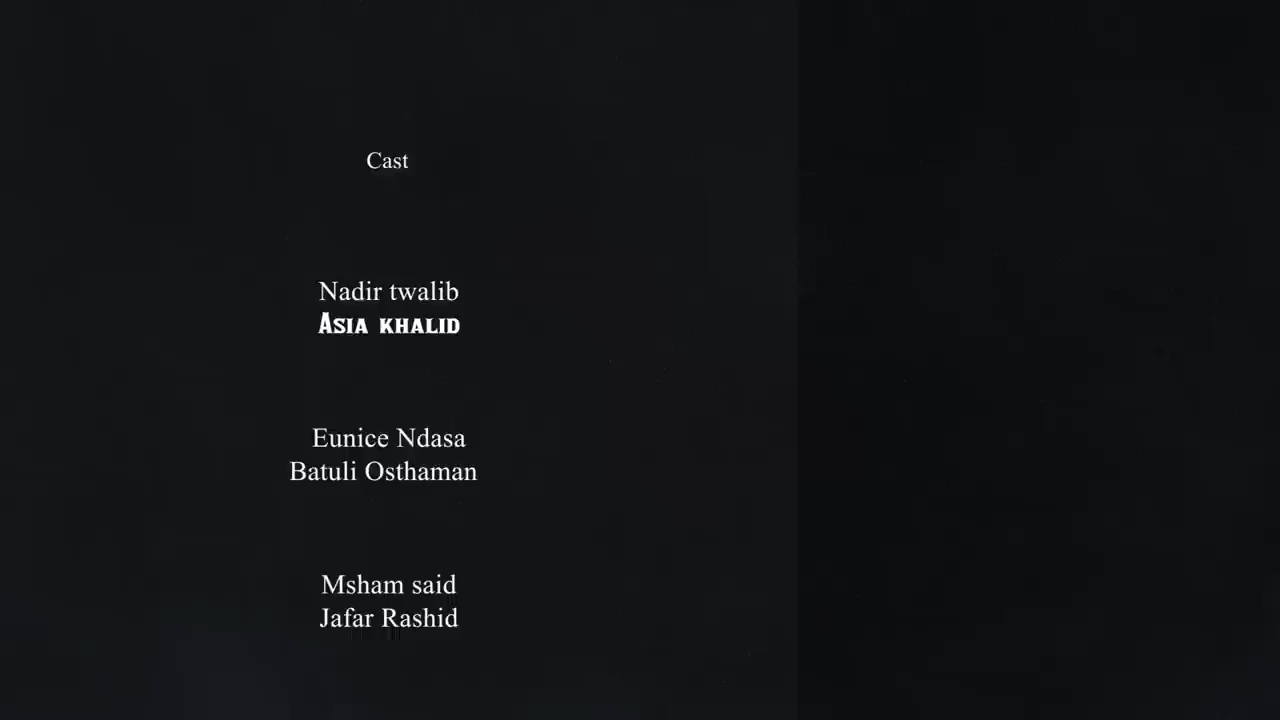 Cast
Nadir twalib
Asia khalid
Eunice Ndasa
Batuli Osthaman
Msham said
Jafar Rashid